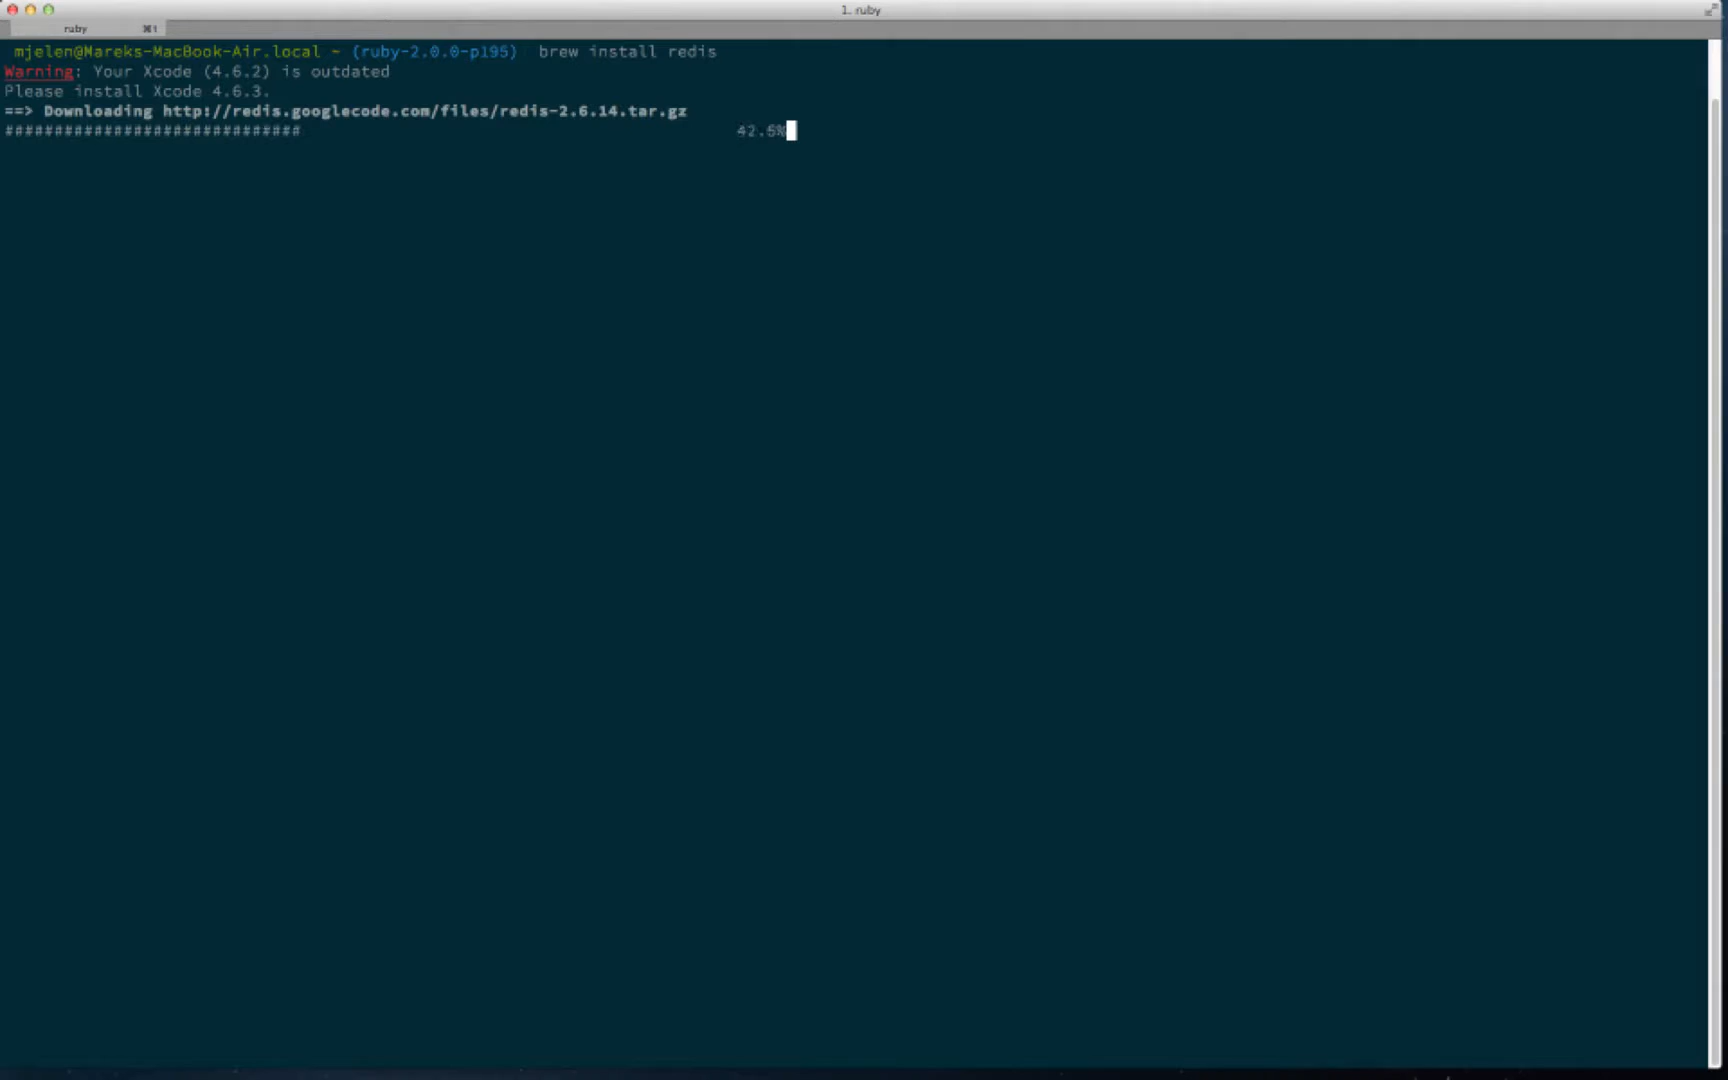 1. ruby
ruby ⌘1
mjelen@Mareks-MacBook-Air.local ~ (ruby-2.0.0-p195) brew install redis
Warning: Your Xcode (4.6.2) is outdated
Please install Xcode 4.6.3.
==> Downloading http://redis.googlecode.com/files/redis-2.6.14.tar.gz
############################## 42.5%